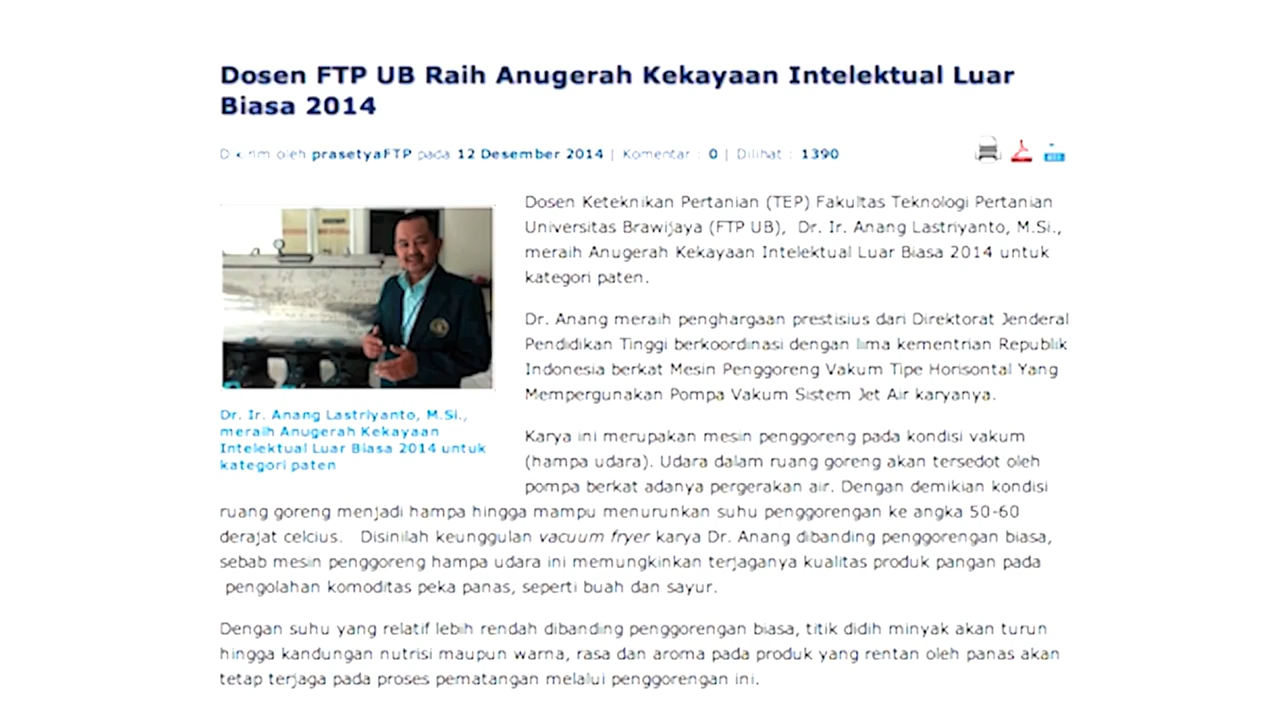 Dosen FTP UB Raih Anugerah Kekayaan Intelektual Luar
Biasa 2014
oleh prasetyaFTP pada 12 Desember 2014 | Komentar : 0 | Dilihat : 1390
Dosen Keteknikan Pertanian (TEP) Fakultas Teknologi Pertanian
Universitas Brawijaya (FTP UB), Dr. Ir. Anang Lastriyanto, M.Si.,
meraih Anugerah Kekayaan Intelektual Luar Biasa 2014 untuk
kategori paten.
Dr. Anang meraih penghargaan prestisius dari Direktorat Jenderal
Pendidikan Tinggi berkoordinasi dengan lima kementrian Republik
Indonesia berkat Mesin Penggoreng Vakum Tipe Horisontal Yang
Mempergunakan Pompa Vakum Sistem Jet Air karyanya.
Dr. Ir. Anang Lastriyanto, M.Si.,
meraih Anugerah Kekayaan
Intelektual Luar Biasa 2014 untuk
kategori paten
Karya ini merupakan mesin penggoreng pada kondisi vakum
(hampa udara). Udara dalam ruang goreng akan tersedot oleh
pompa berkat adanya pergerakan air. Dengan demikian kondisi
ruang goreng menjadi hampa hingga mampu menurunkan suhu penggorengan ke angka 50-60
derajat celcius. Disinilah keunggulan vacuum fryer karya Dr. Anang dibanding penggorengan biasa,
sebab mesin penggoreng hampa udara ini memungkinkan terjaganya kualitas produk pangan pada
pengolahan komoditas peka panas, seperti buah dan sayur.
Dengan suhu yang relatif lebih rendah dibanding penggorengan biasa, titik didih minyak akan turun
hingga kandungan nutrisi maupun warna, rasa dan aroma pada produk yang rentan oleh panas akan
tetap terjaga pada proses pematangan melalui penggorengan ini.